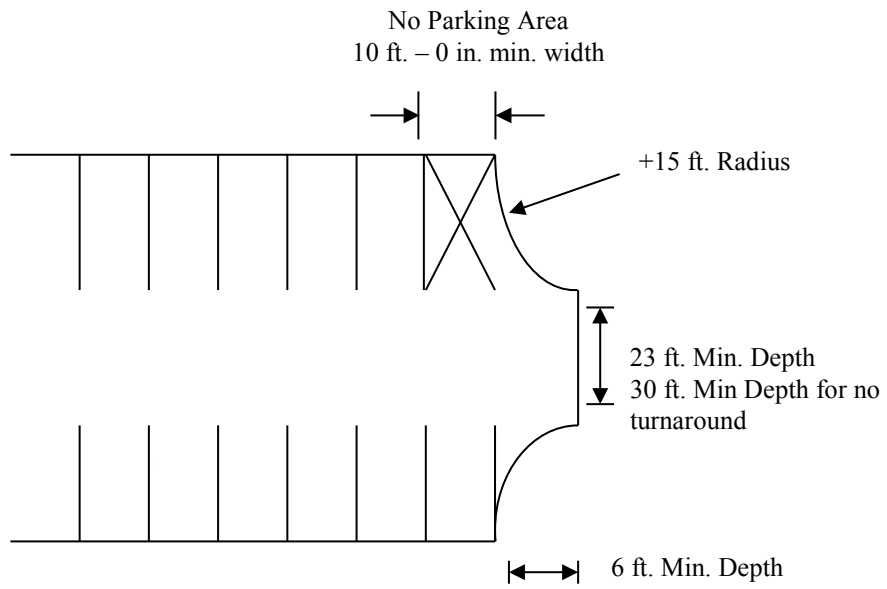 No Parking Area
10 ft. – 0 in. min. width
+15 ft. Radius
23 ft. Min. Depth
30 ft. Min Depth for no
turnaround
6 ft. Min. Depth